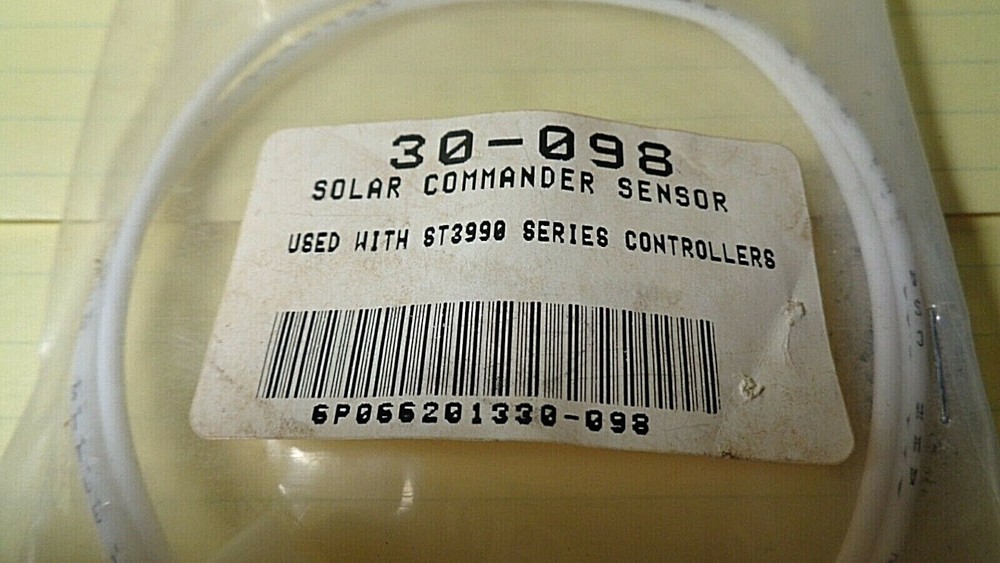 30-098
SOLAR COMMANDER SENSOR
USED WITH ST3990 SERIES CONTROLLERS
6P066201330-098